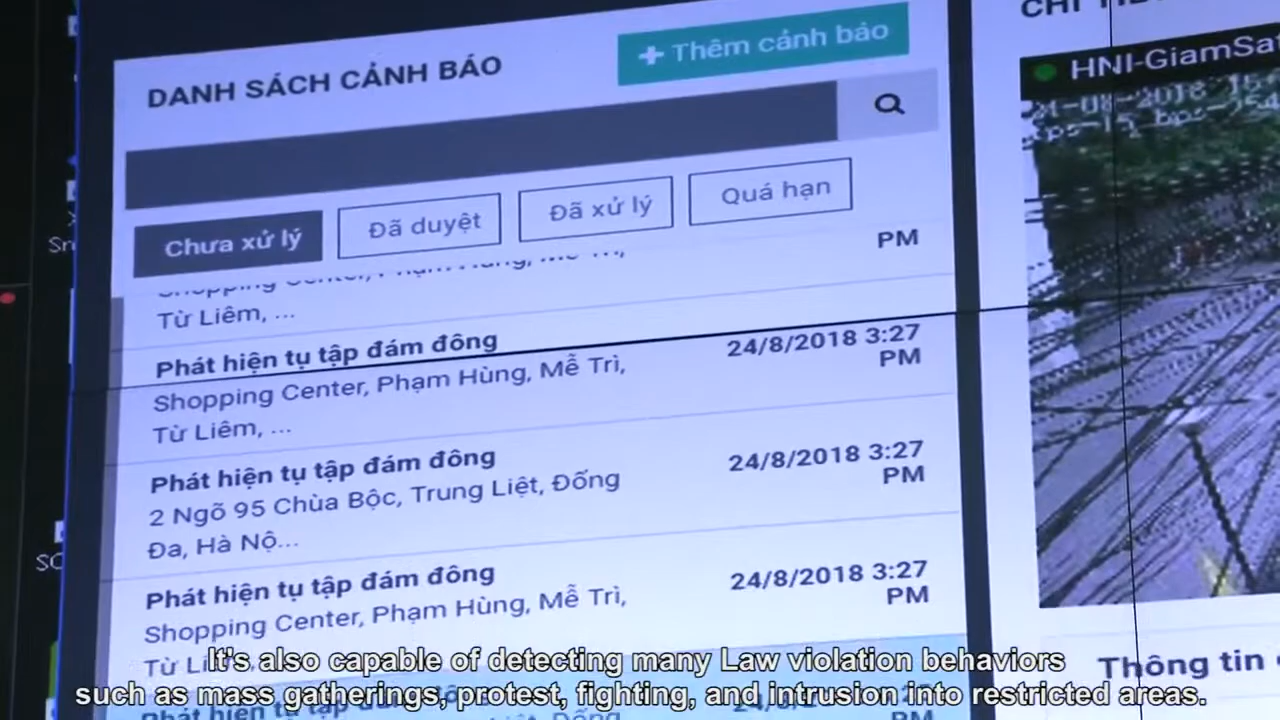 DANH SÁCH CẢNH BÁO
+ Thêm cảnh báo
Chưa xử lý
Đã duyệt
Đã xử lý
Quá hạn
PM
Từ Liêm, ...
Phát hiện tụ tập đám đông
24/8/2018 3:27
PM
Shopping Center, Phạm Hùng, Mễ Trì,
Từ Liêm, ...
Phát hiện tụ tập đám đông
24/8/2018 3:27
PM
2 Ngõ 95 Chùa Bộc, Trung Liệt, Đống
Đa, Hà Nộ...
Phát hiện tụ tập đám đông
24/8/2018 3:27
PM
Shopping Center, Phạm Hùng, Mễ Trì,
HNI-GiamSat
Thông tin
It's also capable of detecting many Law violation behaviors
such as mass gatherings, protest, fighting, and intrusion into restricted areas.